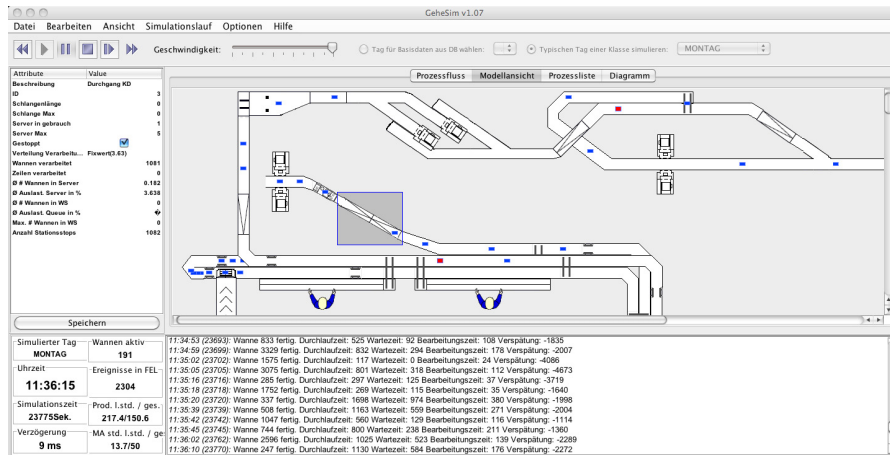 GeheSim v1.07
Datei Bearbeiten Ansicht Simulationslauf Optionen Hilfe
Geschwindigkeit: Tag für Basisdaten aus DB wählen: Typischen Tag einer Klasse simulieren: MONTAG
Attribute Value
Beschreibung Durchgang KD
ID 3
Schlangenlänge 0
Schlange Max 0
Server in gebrauch 1
Server Max 5
Gestoppt
Verteilung Verarbeitu... Fixwert(3.63)
Wannen verarbeitet 1081
Zeilen verarbeitet 0
Ø # Wannen in Server 0.182
Ø Auslast. Server in % 3.638
Ø # Wannen in WS 0
Ø Auslast. Queue in % �
Max. # Wannen in WS 0
Anzahl Stationsstops 1082
Speichern
Prozessfluss Modellansicht Prozessliste Diagramm
Simulierter Tag Wannen aktiv
MONTAG 191
Uhrzeit Ereignisse in FEL
11:36:15 2304
Simulationszeit Prod. l.std. / ges.
23775Sek. 217.4/150.6
Verzögerung MA std. l.std. / ge
9 ms 13.7/50
11:34:53 (23693): Wanne 833 fertig. Durchlaufzeit: 525 Wartezeit: 92 Bearbeitungszeit: 108 Verspätung: -1835
11:34:59 (23699): Wanne 3329 fertig. Durchlaufzeit: 832 Wartezeit: 294 Bearbeitungszeit: 178 Verspätung: -2007
11:35:02 (23702): Wanne 1575 fertig. Durchlaufzeit: 117 Wartezeit: 0 Bearbeitungszeit: 24 Verspätung: -4086
11:35:05 (23705): Wanne 3075 fertig. Durchlaufzeit: 801 Wartezeit: 318 Bearbeitungszeit: 112 Verspätung: -4673
11:35:16 (23716): Wanne 285 fertig. Durchlaufzeit: 297 Wartezeit: 125 Bearbeitungszeit: 37 Verspätung: -3719
11:35:18 (23718): Wanne 1752 fertig. Durchlaufzeit: 269 Wartezeit: 115 Bearbeitungszeit: 35 Verspätung: -1640
11:35:20 (23720): Wanne 337 fertig. Durchlaufzeit: 1698 Wartezeit: 974 Bearbeitungszeit: 380 Verspätung: -1998
11:35:39 (23739): Wanne 508 fertig. Durchlaufzeit: 1163 Wartezeit: 559 Bearbeitungszeit: 271 Verspätung: -2004
11:35:42 (23742): Wanne 1047 fertig. Durchlaufzeit: 560 Wartezeit: 129 Bearbeitungszeit: 116 Verspätung: -1114
11:35:45 (23745): Wanne 744 fertig. Durchlaufzeit: 800 Wartezeit: 238 Bearbeitungszeit: 211 Verspätung: -1360
11:36:02 (23762): Wanne 2596 fertig. Durchlaufzeit: 1025 Wartezeit: 523 Bearbeitungszeit: 139 Verspätung: -2289
11:36:10 (23770): Wanne 247 fertig. Durchlaufzeit: 1130 Wartezeit: 584 Bearbeitungszeit: 176 Verspätung: -2272